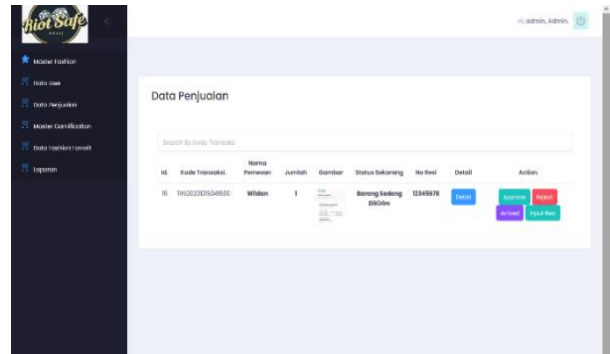 Riot Safe
Hi, admin, Admin.
Master Fashion
Data User
Data Penjualan
Master Gamification
Data Fashion Favorit
Laporan
Data Penjualan
Search By Kode Transaksi
Id. Kode Transaksi. Nama Pemesan Jumlah Gambar Status Sekarang No Resi Detail Action
Wildan 1 Barang Sedang Dikirim 12345678 Detail Approve Reject
Arrived Input Resi